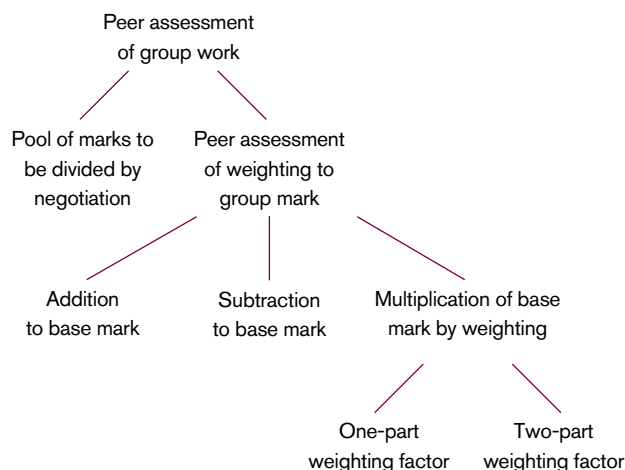 Peer assessment
of group work
Pool of marks to
be divided by
negotiation
Peer assessment
of weighting to
group mark
Addition
to base mark
Subtraction
to base mark
Multiplication of base
mark by weighting
One-part
weighting factor
Two-part
weighting factor